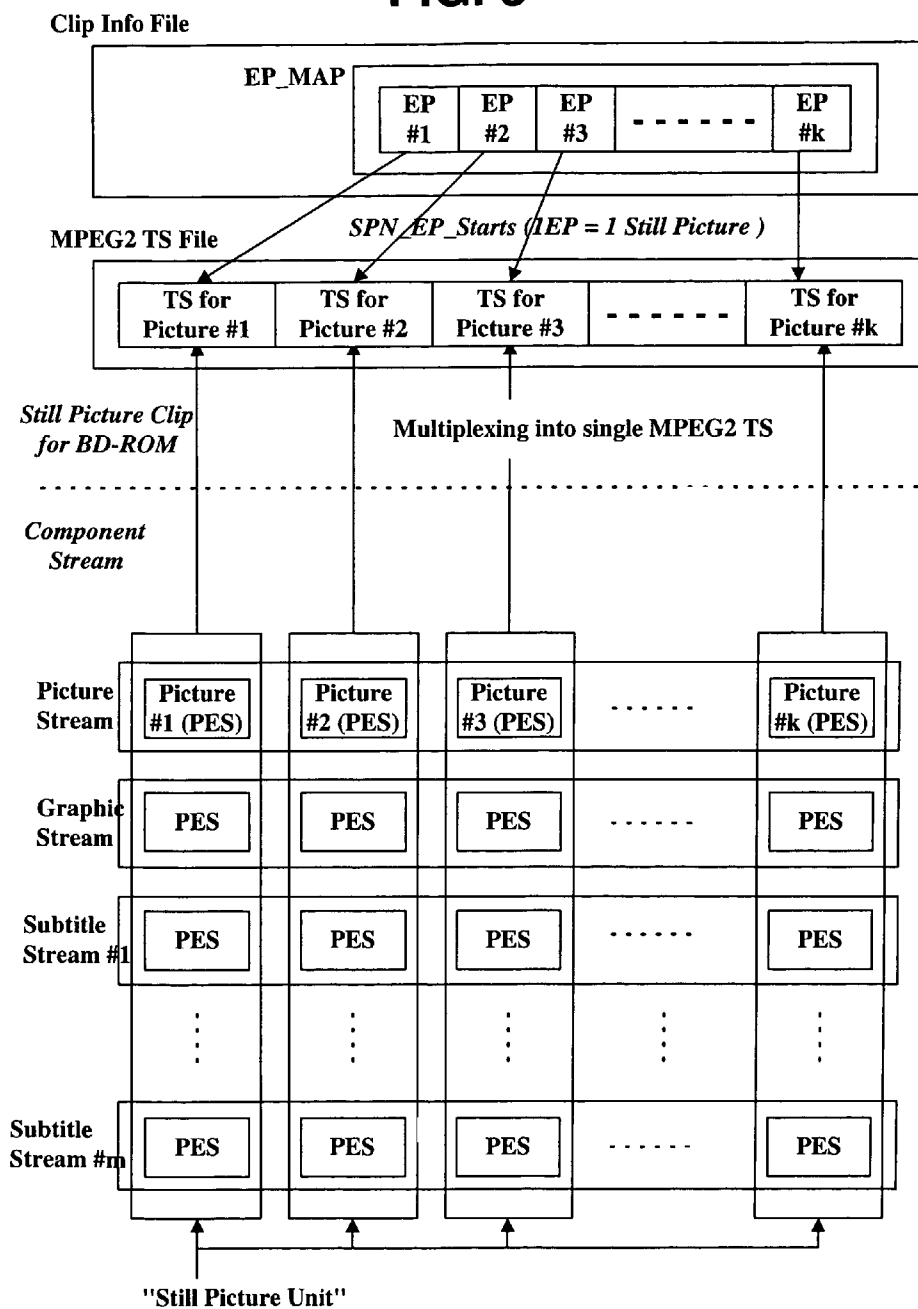 Clip Info File
EP_MAP
EP #1
EP #2
EP #3
- - - - - -
EP #k
SPN_EP_Starts (1EP = 1 Still Picture )
MPEG2 TS File
TS for Picture #1
TS for Picture #2
TS for Picture #3
- - - - - -
TS for Picture #k
Still Picture Clip
for BD-ROM
Multiplexing into single MPEG2 TS
Component
Stream
Picture
Stream
Picture #1 (PES)
Picture #2 (PES)
Picture #3 (PES)
- - - - - -
Picture #k (PES)
Graphic
Stream
PES
PES
PES
- - - - - -
PES
Subtitle
Stream #1
PES
PES
PES
- - - - - -
PES
Subtitle
Stream #m
PES
PES
PES
- - - - - -
PES
"Still Picture Unit"